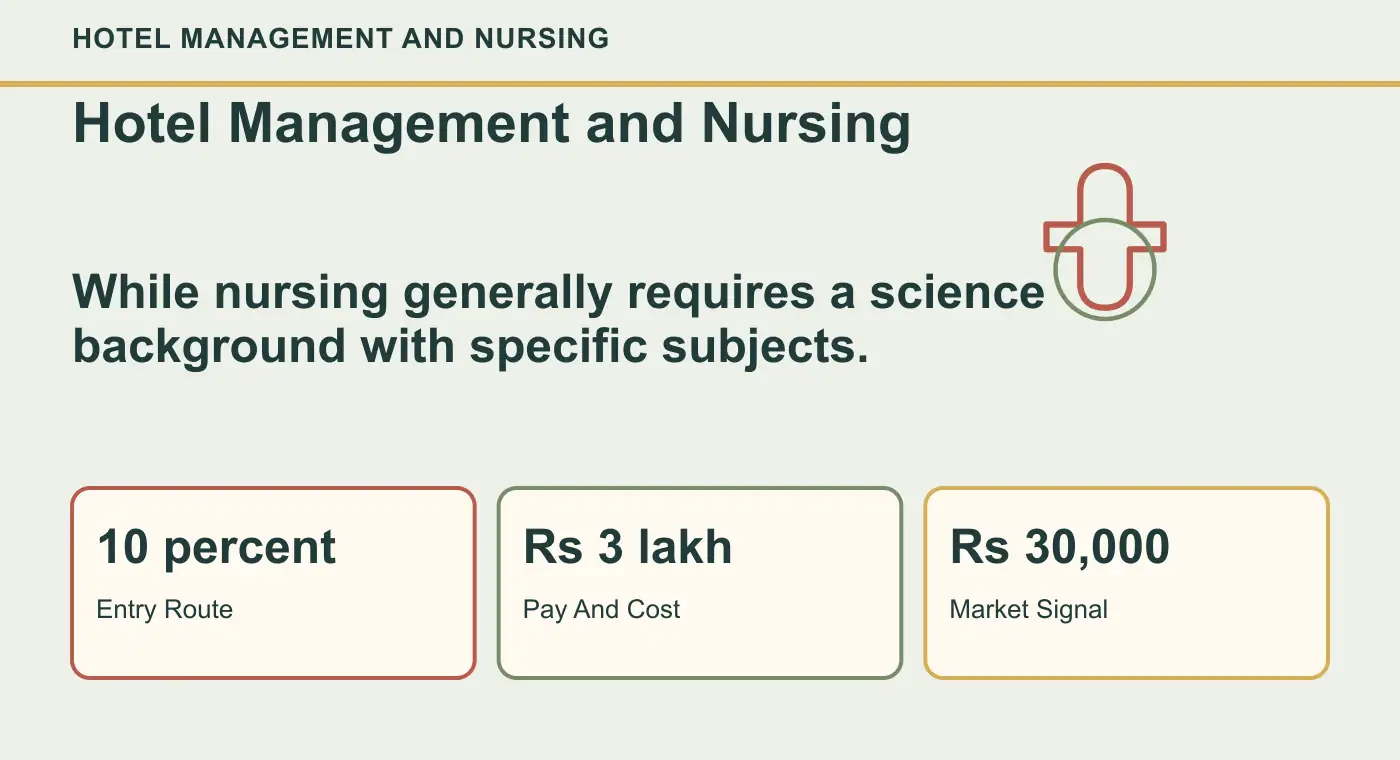 HOTEL MANAGEMENT AND NURSING
Hotel Management and Nursing
While nursing generally requires a science
background with specific subjects.
10 percent
Entry Route
Rs 3 lakh
Pay And Cost
Rs 30,000
Market Signal